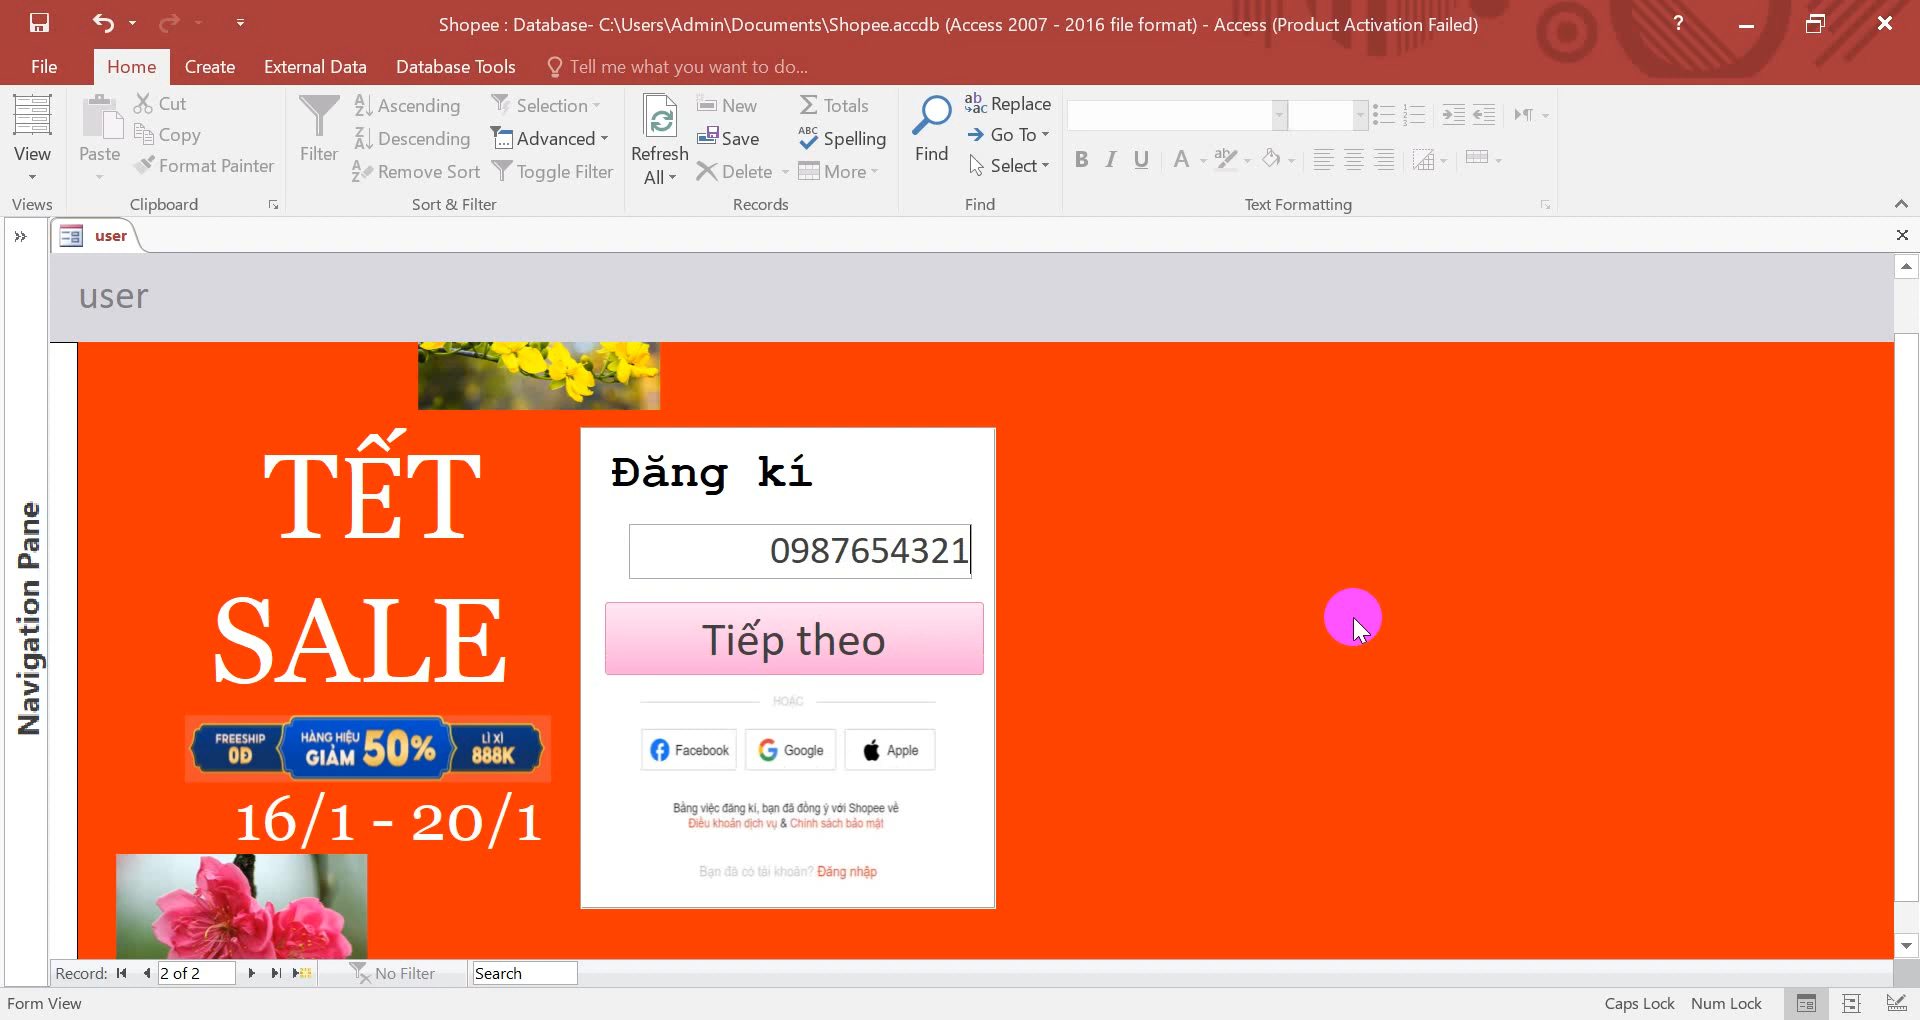 Shopee : Database- C:\Users\Admin\Documents\Shopee.accdb (Access 2007 - 2016 file format) - Access (Product Activation Failed)
?
File Home Create External Data Database Tools Tell me what you want to do...
View
Views
Paste
Cut
Copy
Format Painter
Clipboard
Filter
Ascending
Descending
Remove Sort
Selection
Advanced
Toggle Filter
Sort & Filter
Refresh
All
New
Save
Delete
Totals
Spelling
More
Records
Find
Replace
Go To
Select
Find
B I U A
Text Formatting
user
user
Navigation Pane
TẾT
SALE
FREESHIP
0Đ
HÀNG HIỆU
GIẢM 50%
LÌ XÌ
888K
16/1 - 20/1
Đăng kí
0987654321
Tiếp theo
HOẶC
Facebook Google Apple
Bằng việc đăng kí, bạn đã đồng ý với Shopee về
Điều khoản dịch vụ & Chính sách bảo mật
Bạn đã có tài khoản? Đăng nhập
Record: 2 of 2 No Filter Search
Form View
Caps Lock Num Lock